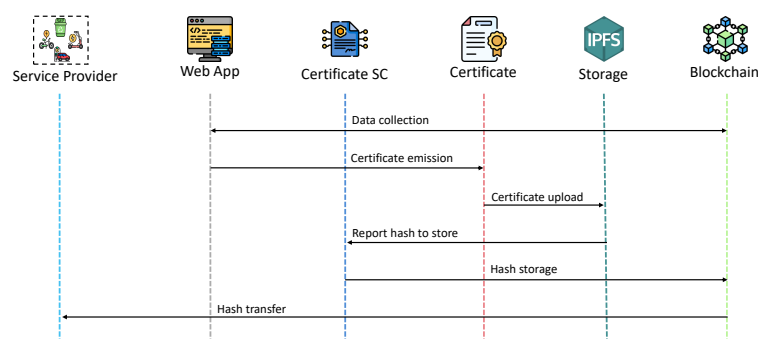 IPFS
Service Provider
Web App
Certificate SC
Certificate
Storage
Blockchain
Data collection
Certificate emission
Certificate upload
Report hash to store
Hash storage
Hash transfer